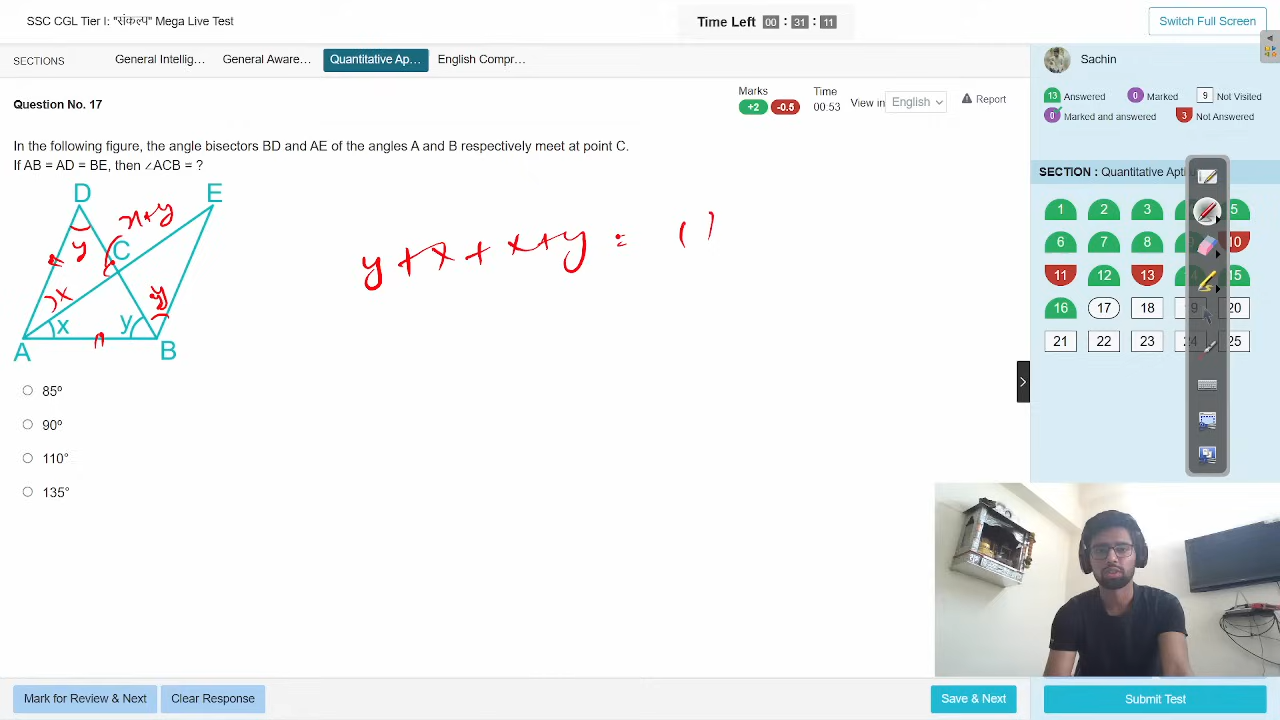 SSC CGL Tier I: "संकल्प" Mega Live Test
Time Left 00 : 31 : 11
Switch Full Screen
SECTIONS
General Intellig...
General Aware...
Quantitative Ap...
English Compr...
Sachin
Question No. 17
Marks
+2 -0.5
Time
00.53
View in English
Report
13 Answered
0 Marked
9 Not Visited
0 Marked and answered
3 Not Answered
In the following figure, the angle bisectors BD and AE of the angles A and B respectively meet at point C.
If AB = AD = BE, then ∠ACB = ?
SECTION : Quantitative Aptitu
D
E
x+y
y
C
x
y
x
y
A
B
y + x + x+y =
1 2 3 5
6 7 8 10
11 12 13 15
16 17 18 19 20
21 22 23 24 25
85º
90º
110°
135°
Mark for Review & Next
Clear Response
Save & Next
Submit Test